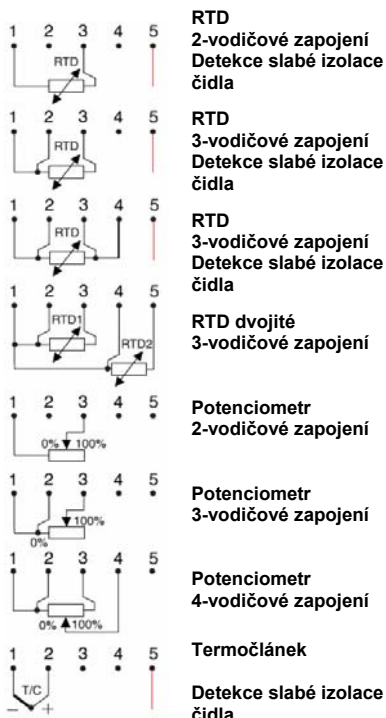 1 2 3 4 5
RTD
RTD
2-vodičové zapojení
Detekce slabé izolace
čidla
1 2 3 4 5
RTD
RTD
3-vodičové zapojení
Detekce slabé izolace
čidla
1 2 3 4 5
RTD
RTD
3-vodičové zapojení
Detekce slabé izolace
čidla
1 2 3 4 5
RTD1
RTD2
RTD dvojité
3-vodičové zapojení
1 2 3 4 5
0% 100%
Potenciometr
2-vodičové zapojení
1 2 3 4 5
100%
0%
Potenciometr
3-vodičové zapojení
1 2 3 4 5
0% 100%
Potenciometr
4-vodičové zapojení
1 2 3 4 5
T/C
– +
Termočlánek
Detekce slabé izolace
čidla